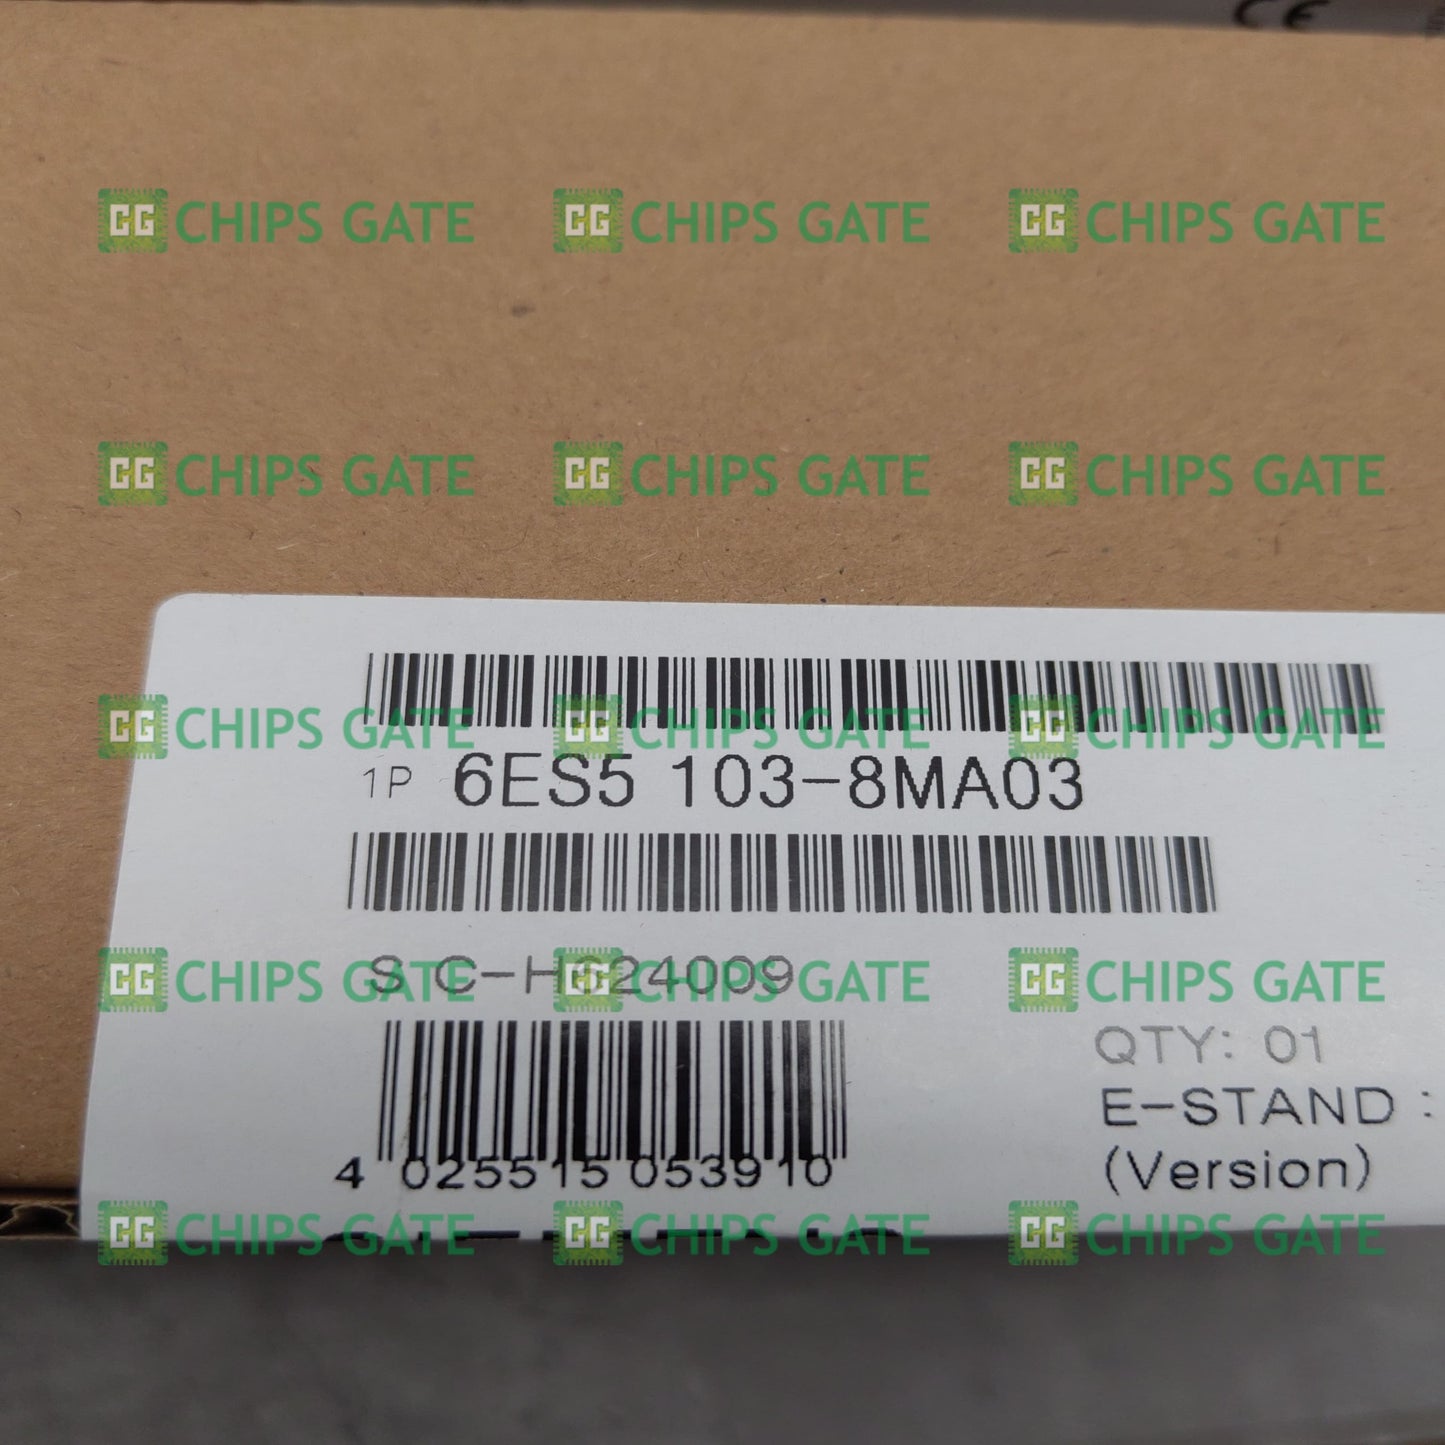 CE
CG CHIPS GATE CG CHIPS GATE CG CHIPS GATE
CG CHIPS GATE CG CHIPS GATE CG CHIPS GATE
CG CHIPS GATE CG CHIPS GATE CG CHIPS GATE
1P 6ES5 103-8MA03
CG CHIPS GATE CG CHIPS GATE CG CHIPS GATE
S C-H624009
QTY: 01
E-STAND :
(Version)
4 025515 053910
CG CHIPS GATE CG CHIPS GATE CG CHIPS GATE